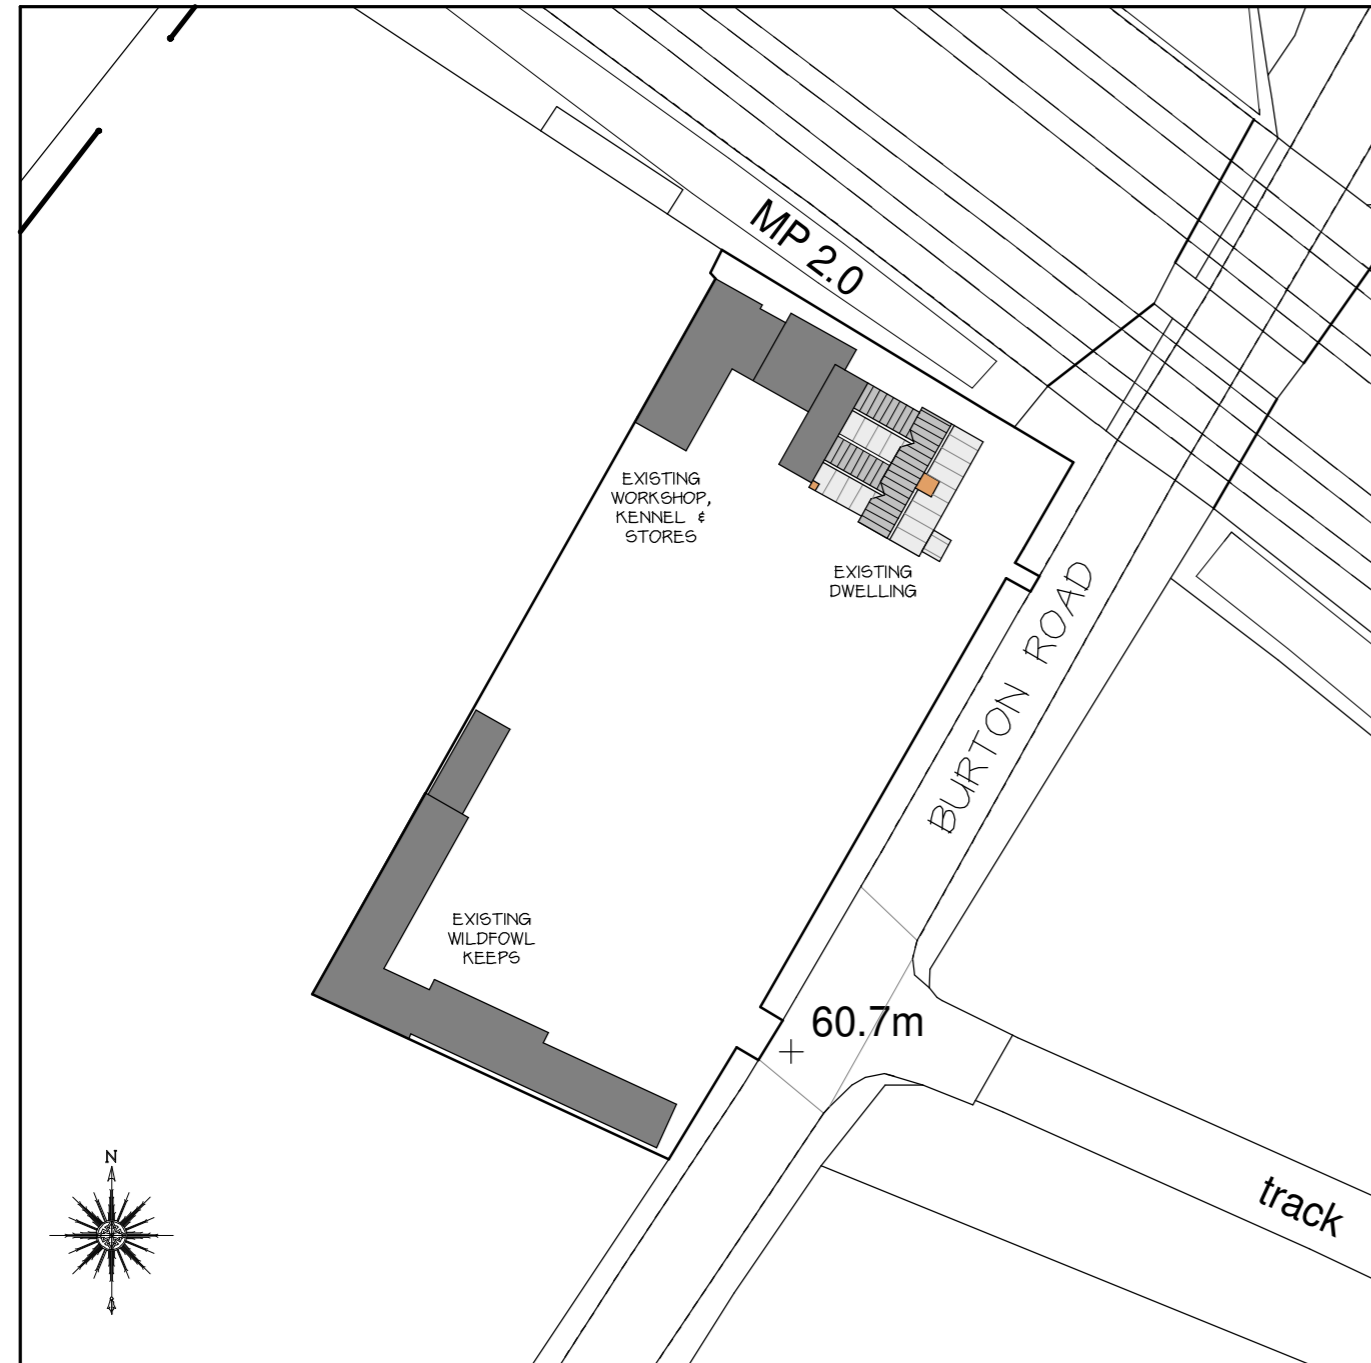 MP 2.0
EXISTING
WORKSHOP,
KENNEL &
STORES
EXISTING
DWELLING
BURTON ROAD
EXISTING
WILDFOWL
KEEPS
60.7m
track
N